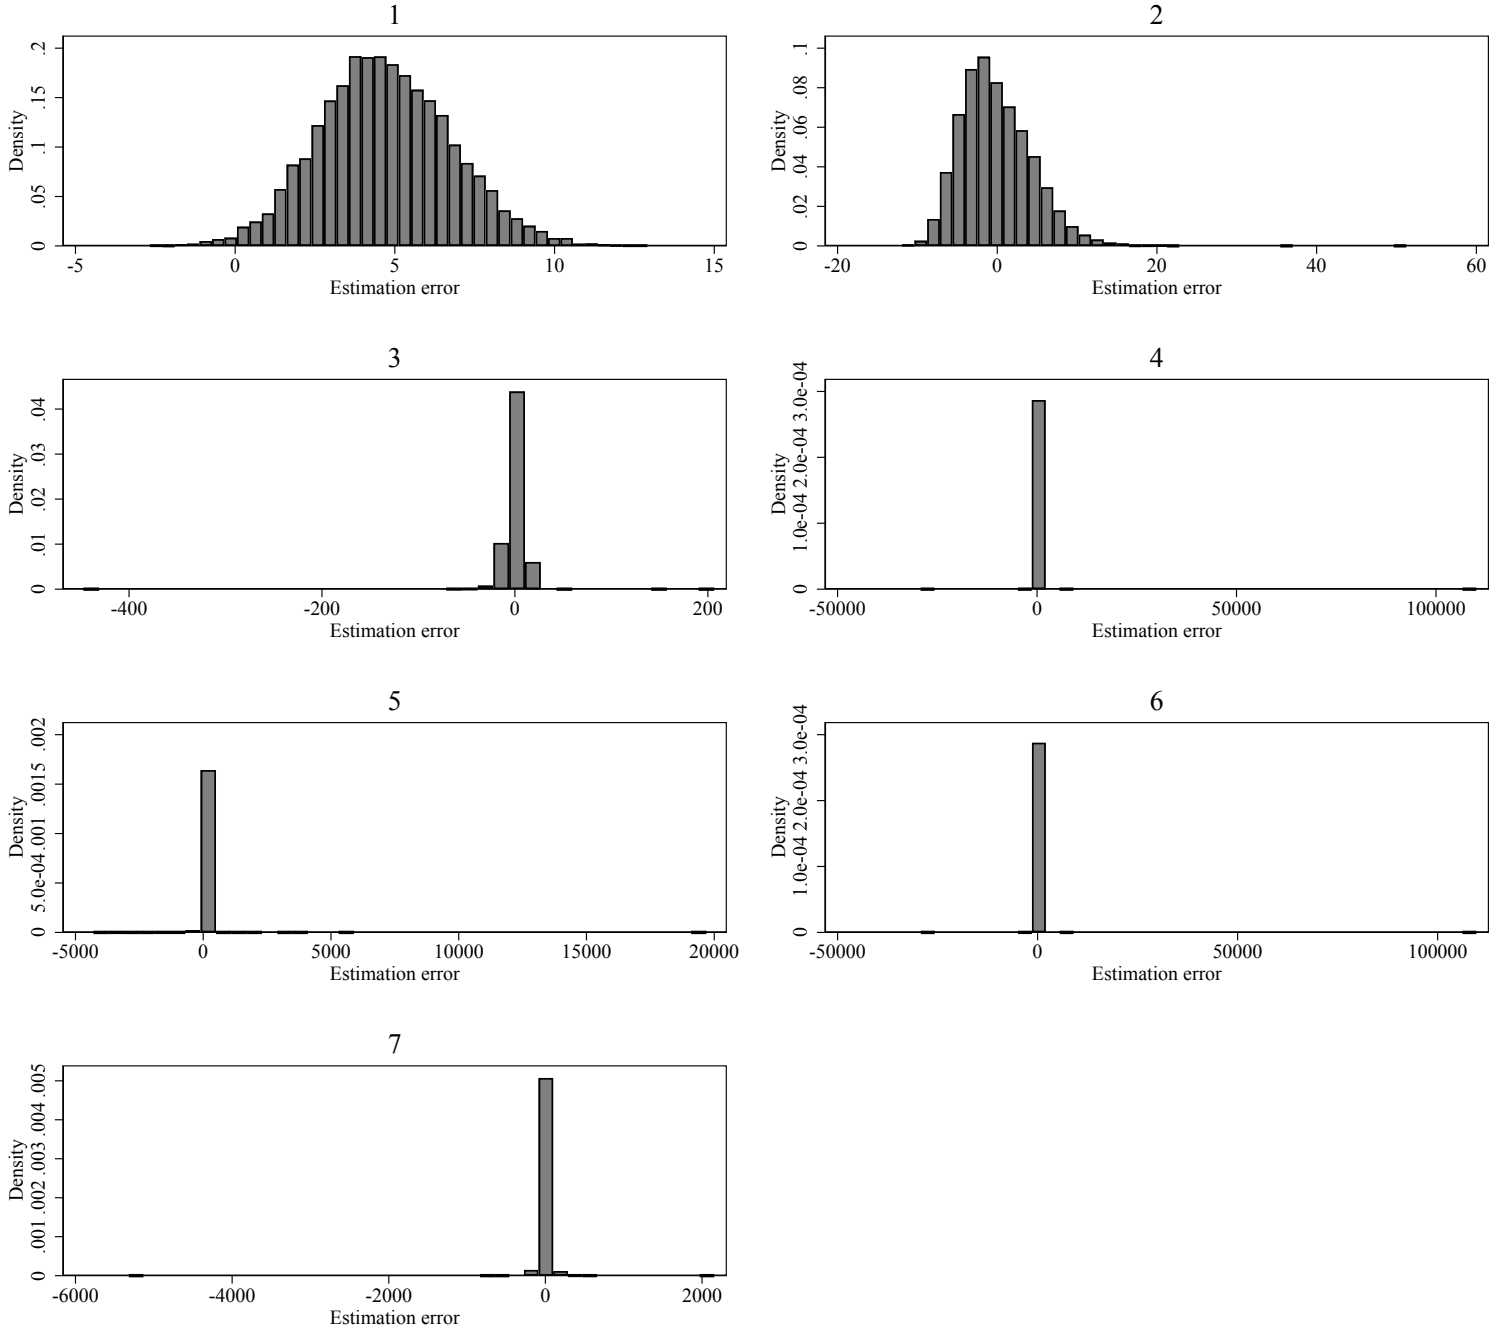 1
Density
.2
.15
.1
.05
0
-5 0 5 10 15
Estimation error
2
Density
.1
.08
.06
.04
.02
0
-20 0 20 40 60
Estimation error
3
Density
.04
.03
.02
.01
0
-400 -200 0 200
Estimation error
4
Density
3.0e-04
2.0e-04
1.0e-04
0
-50000 0 50000 100000
Estimation error
5
Density
.002
.0015
.001
5.0e-04
0
-5000 0 5000 10000 15000 20000
Estimation error
6
Density
3.0e-04
2.0e-04
1.0e-04
0
-50000 0 50000 100000
Estimation error
7
Density
.005
.004
.003
.002
.001
0
-6000 -4000 -2000 0 2000
Estimation error